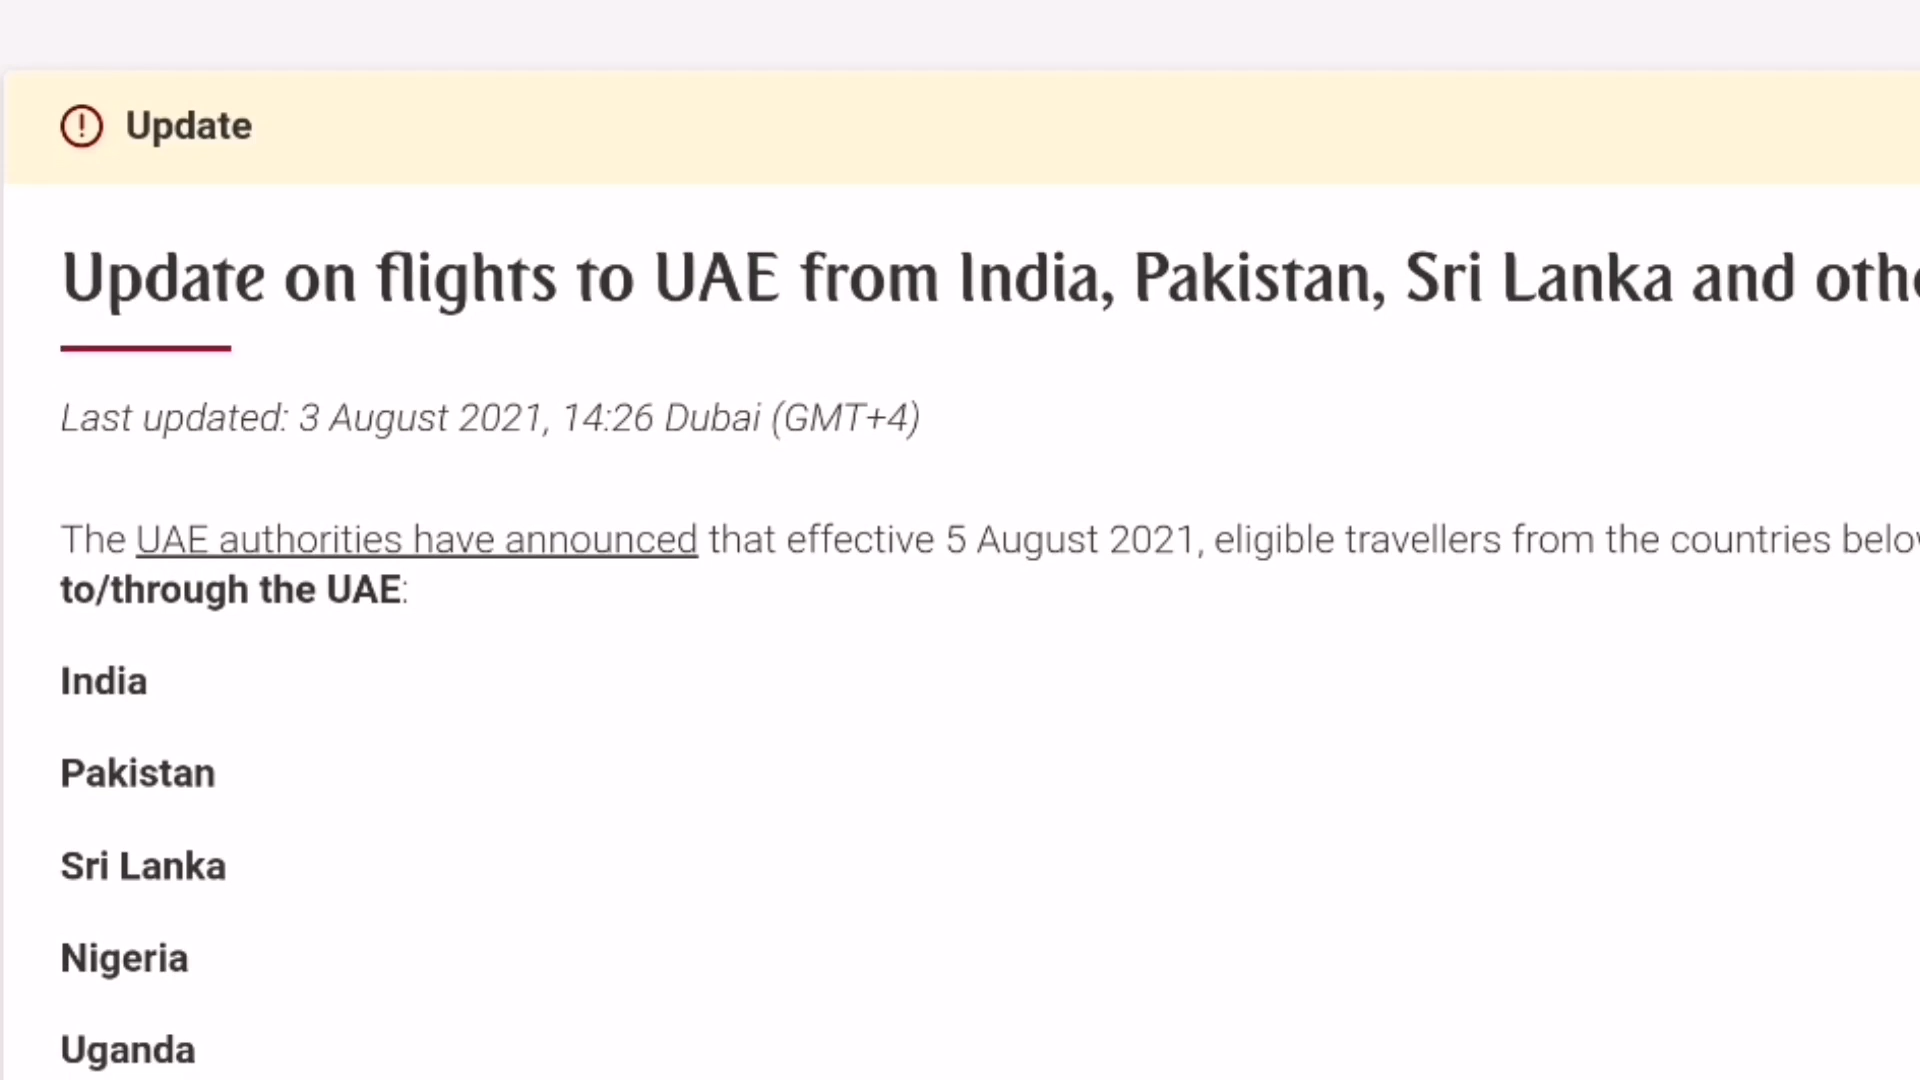 Update
Update on flights to UAE from India, Pakistan, Sri Lanka and
Last updated: 3 August 2021, 14:26 Dubai (GMT+4)
The UAE authorities have announced that effective 5 August 2021, eligible travellers from the countries
to/through the UAE:
India
Pakistan
Sri Lanka
Nigeria
Uganda